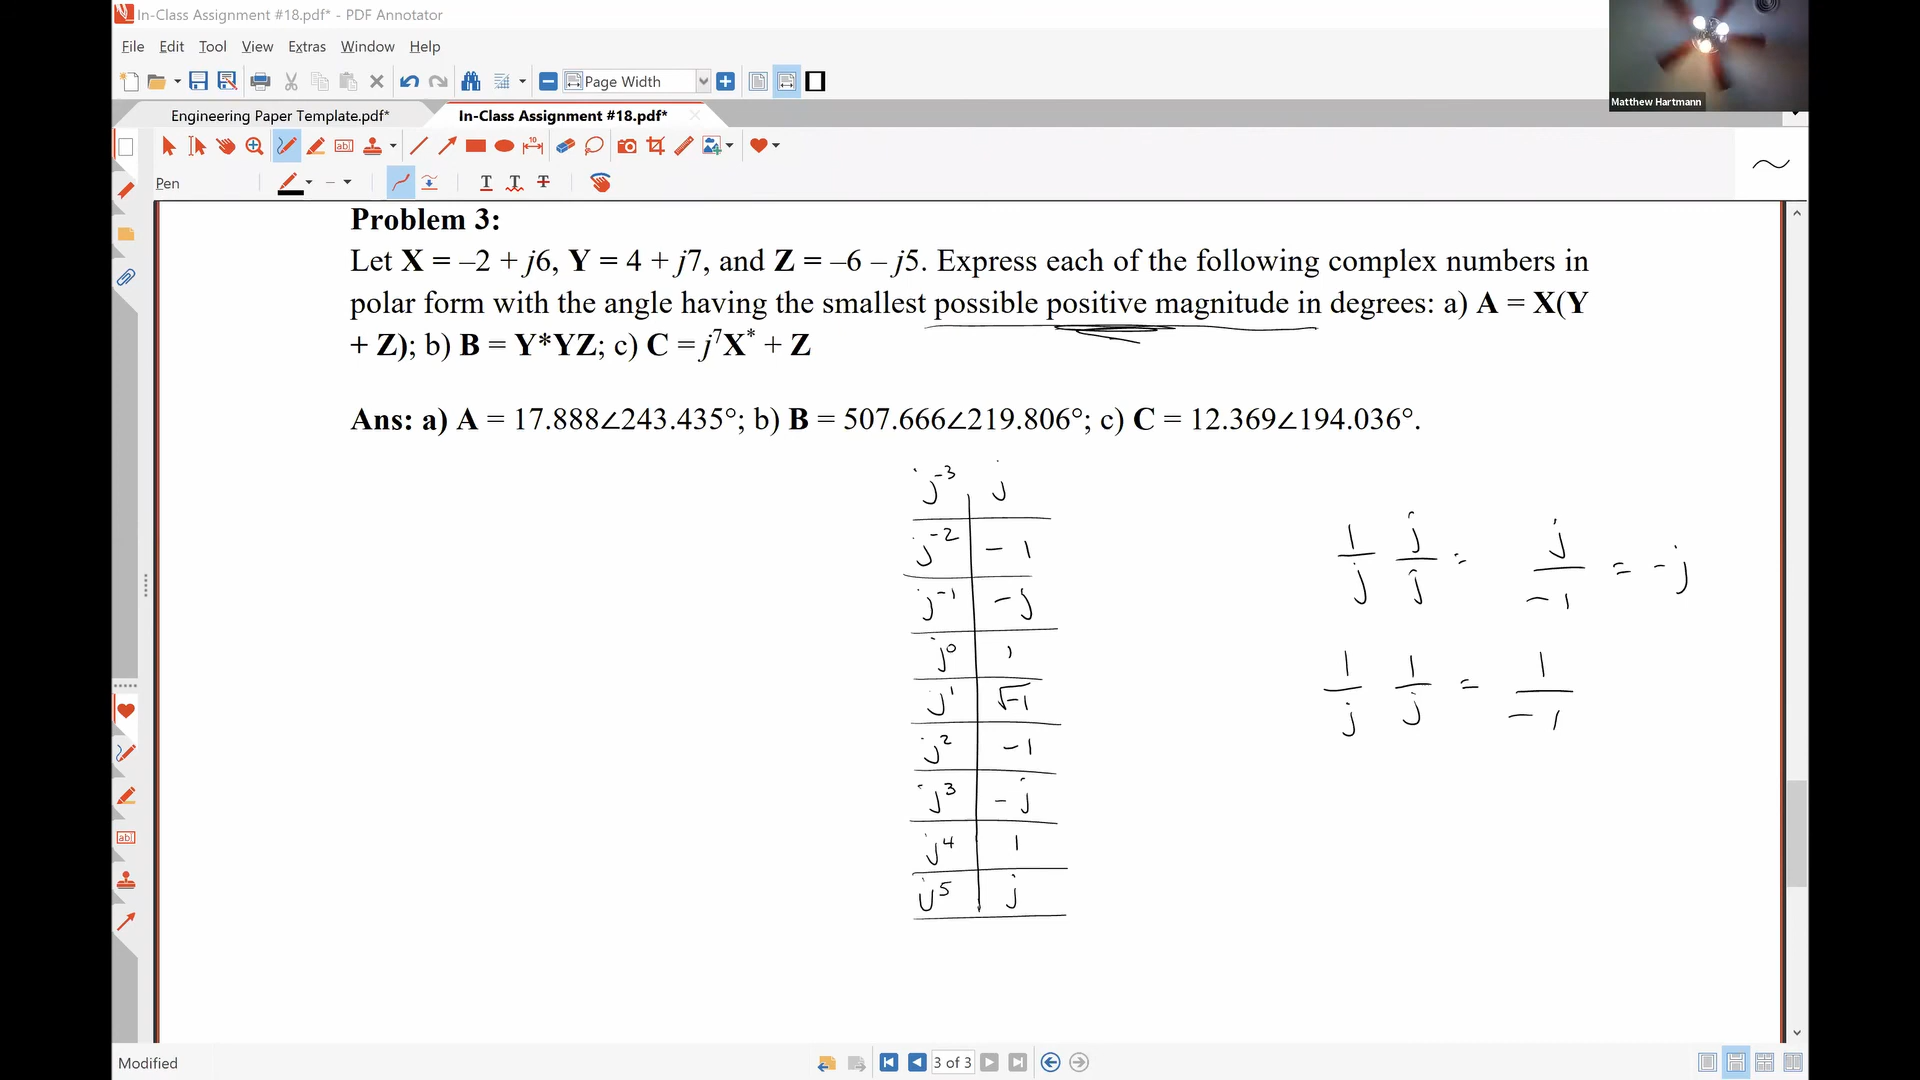 In-Class Assignment #18.pdf* - PDF Annotator
File Edit Tool View Extras Window Help
Page Width
Matthew Hartmann
Engineering Paper Template.pdf* In-Class Assignment #18.pdf*
Pen
Problem 3:
Let X = –2 + j6, Y = 4 + j7, and Z = –6 – j5. Express each of the following complex numbers in
polar form with the angle having the smallest possible positive magnitude in degrees: a) A = X(Y
+ Z); b) B = Y*YZ; c) C = j⁷X* + Z
Ans: a) A = 17.888∠243.435°; b) B = 507.666∠219.806°; c) C = 12.369∠194.036°.
j⁻³ j
j⁻² -1
j⁻¹ -j
j⁰ 1
j¹ √-1
j² -1
j³ -j
j⁴ 1
j⁵ j
1/j j/j = j/-1 = -j
1/j 1/j = 1/-1
Modified
3 of 3